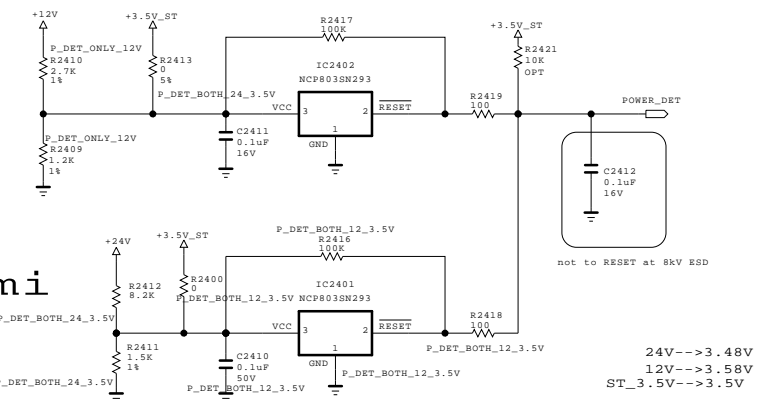 +12V
+3.5V_ST
R2417
100K
+3.5V_ST
P_DET_ONLY_12V
R2410
2.7K
1%
R2413
0
5%
R2421
10K
OPT
IC2402
NCP803SN293
P_DET_BOTH_24_3.5V
R2419
100
POWER_DET
VCC
3
2
RESET
1
GND
P_DET_ONLY_12V
R2409
1.2K
1%
C2411
0.1uF
16V
C2412
0.1uF
16V
not to RESET at 8kV ESD
+24V
+3.5V_ST
P_DET_BOTH_12_3.5V
R2416
100K
mi
R2412
8.2K
R2400
0
IC2401
NCP803SN293
P_DET_BOTH_12_3.5V
P_DET_BOTH_24_3.5V
VCC
3
2
RESET
1
GND
R2418
100
P_DET_BOTH_12_3.5V
R2411
1.5K
1%
P_DET_BOTH_24_3.5V
C2410
0.1uF
50V
P_DET_BOTH_12_3.5V
P_DET_BOTH_12_3.5V
24V-->3.48V
12V-->3.58V
ST_3.5V-->3.5V